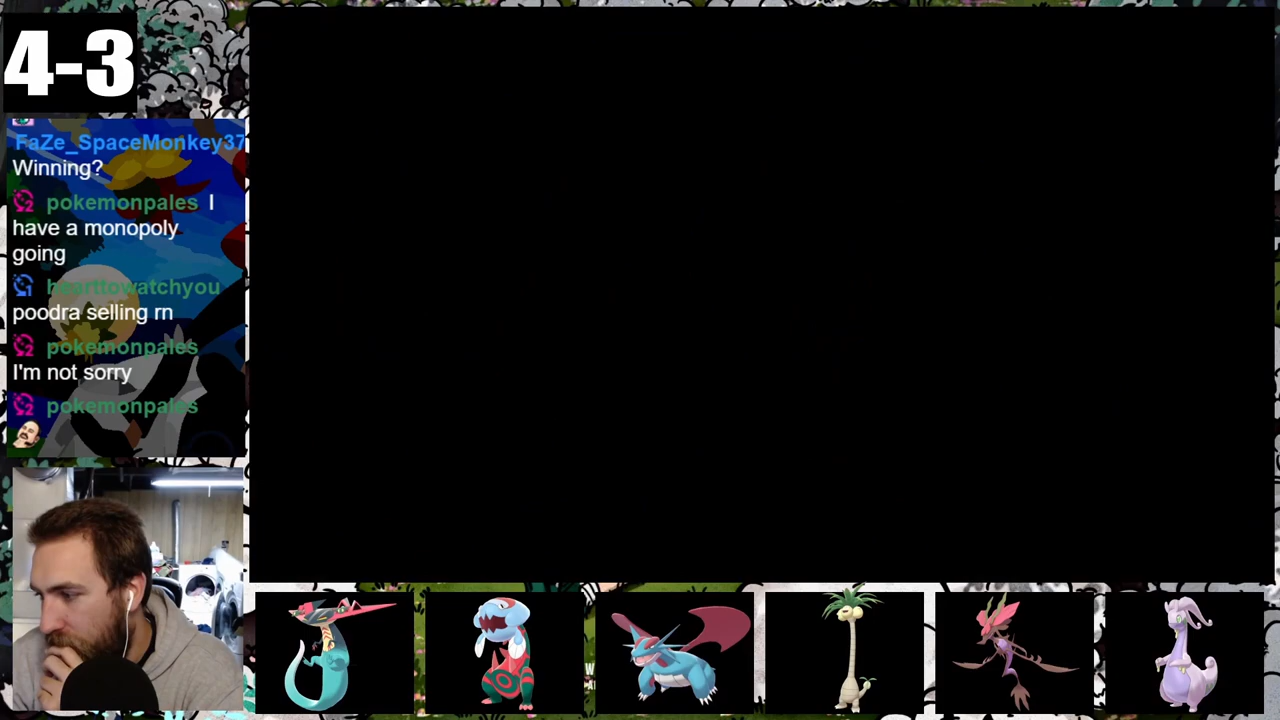 4-3
FaZe_SpaceMonkey37
Winning?
pokemonpales I
have a monopoly
going
hearttowatchyou
poodra selling rn
pokemonpales
I'm not sorry
pokemonpales